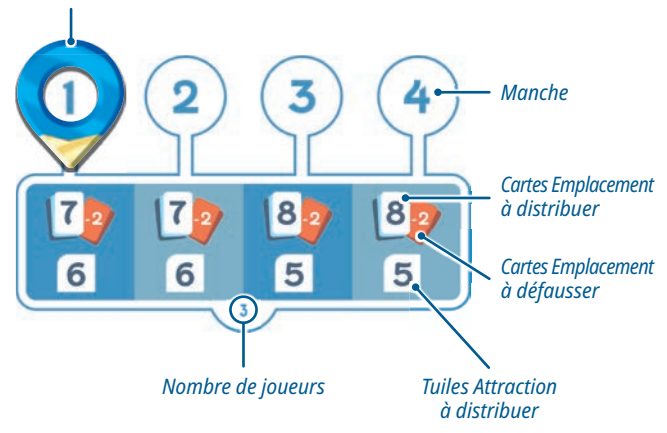 1 2 3 4 Manche
7 -2 7 -2 8 -2 8 -2
Cartes Emplacement
à distribuer
Cartes Emplacement
à défausser
6 6 5 5
3
Nombre de joueurs
Tuiles Attraction
à distribuer